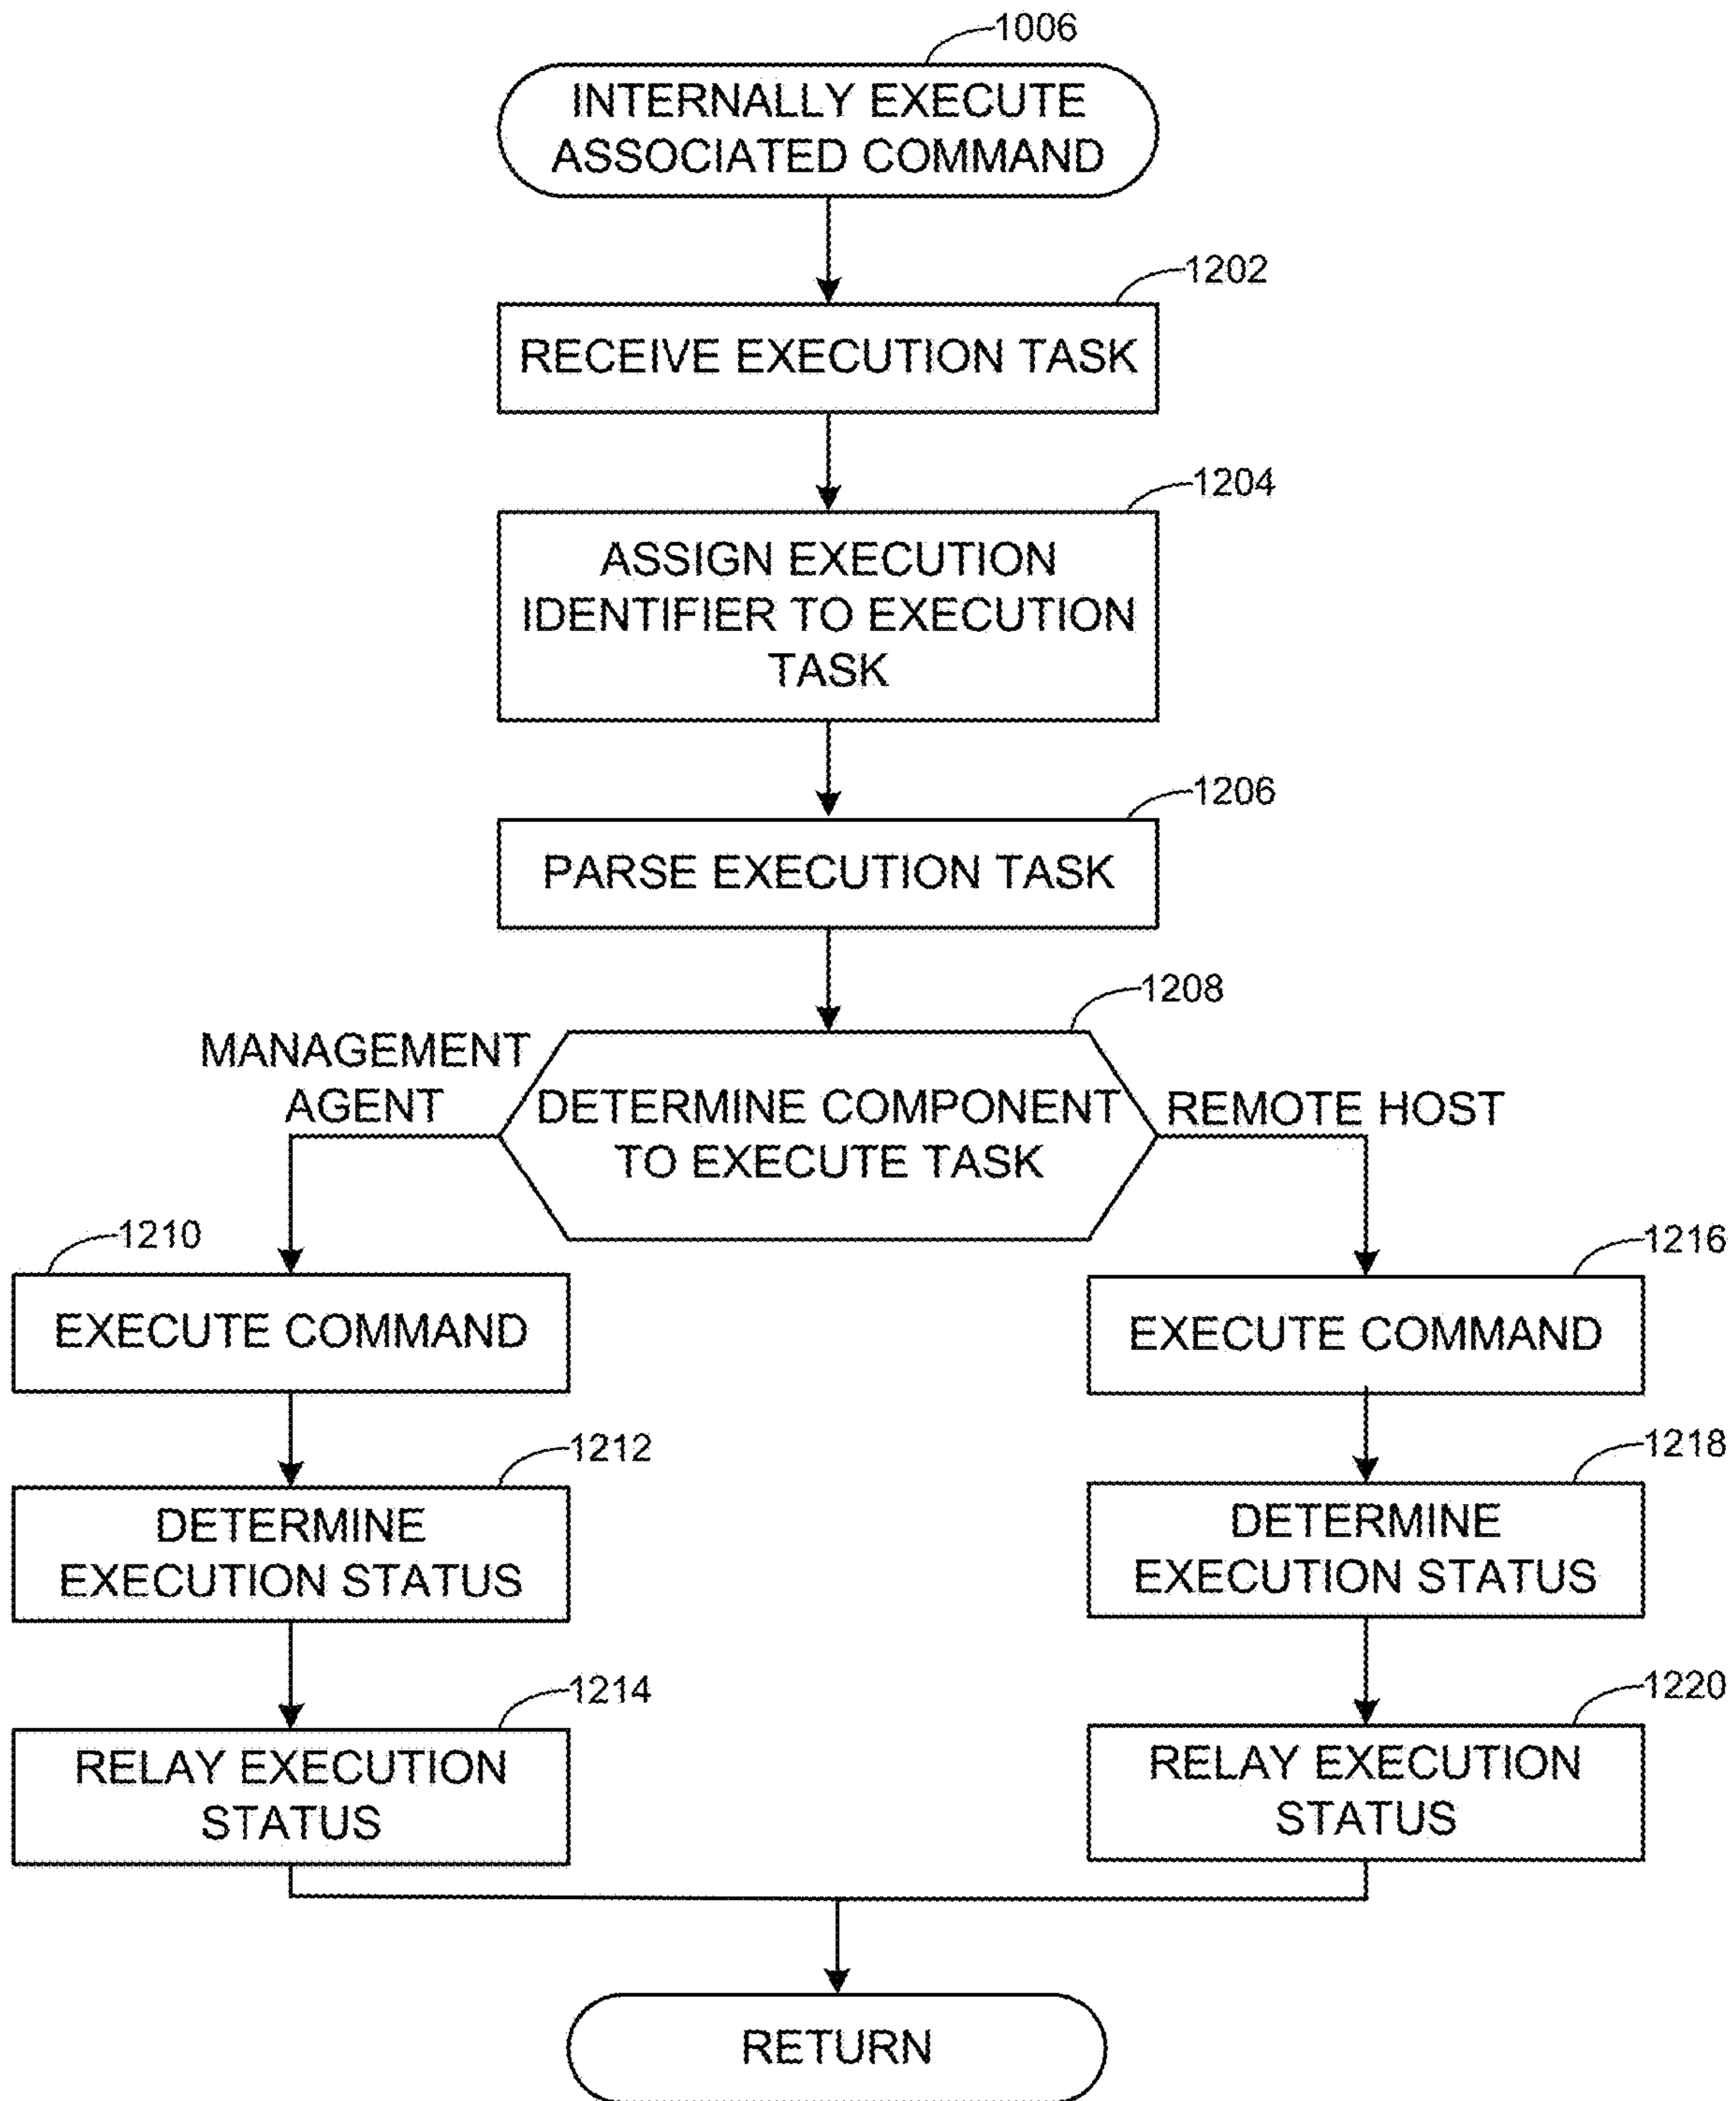 1006
INTERNALLY EXECUTE
ASSOCIATED COMMAND
1202
RECEIVE EXECUTION TASK
1204
ASSIGN EXECUTION
IDENTIFIER TO EXECUTION
TASK
1206
PARSE EXECUTION TASK
1208
MANAGEMENT
AGENT
DETERMINE COMPONENT
TO EXECUTE TASK
REMOTE HOST
1210
EXECUTE COMMAND
1212
DETERMINE
EXECUTION STATUS
1214
RELAY EXECUTION
STATUS
1216
EXECUTE COMMAND
1218
DETERMINE
EXECUTION STATUS
1220
RELAY EXECUTION
STATUS
RETURN